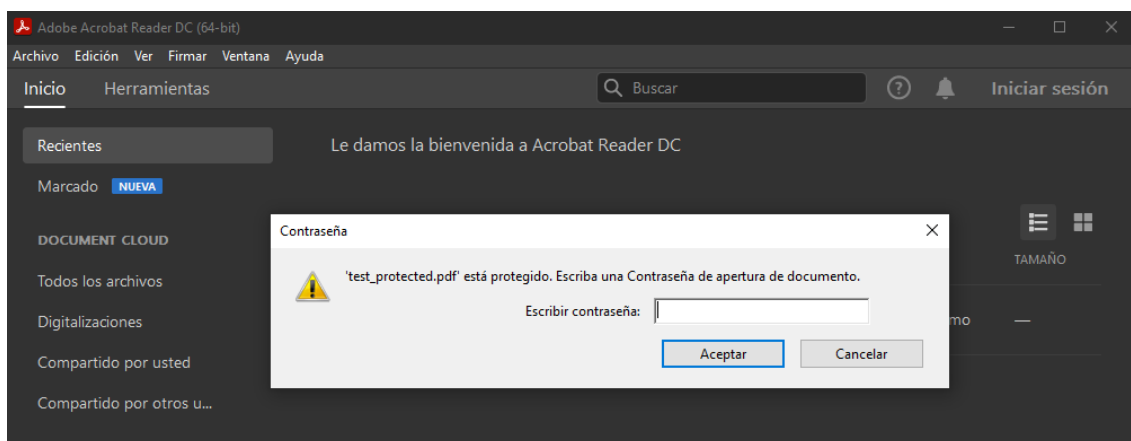 Adobe Acrobat Reader DC (64-bit)
Archivo Edición Ver Firmar Ventana Ayuda
Inicio Herramientas Buscar Iniciar sesión
Recientes
Le damos la bienvenida a Acrobat Reader DC
Marcado NUEVA
DOCUMENT CLOUD
TAMAÑO
Todos los archivos
Digitalizaciones
Compartido por usted
Compartido por otros u...
Contraseña
'test_protected.pdf' está protegido. Escriba una Contraseña de apertura de documento.
Escribir contraseña:
Aceptar Cancelar
mo —